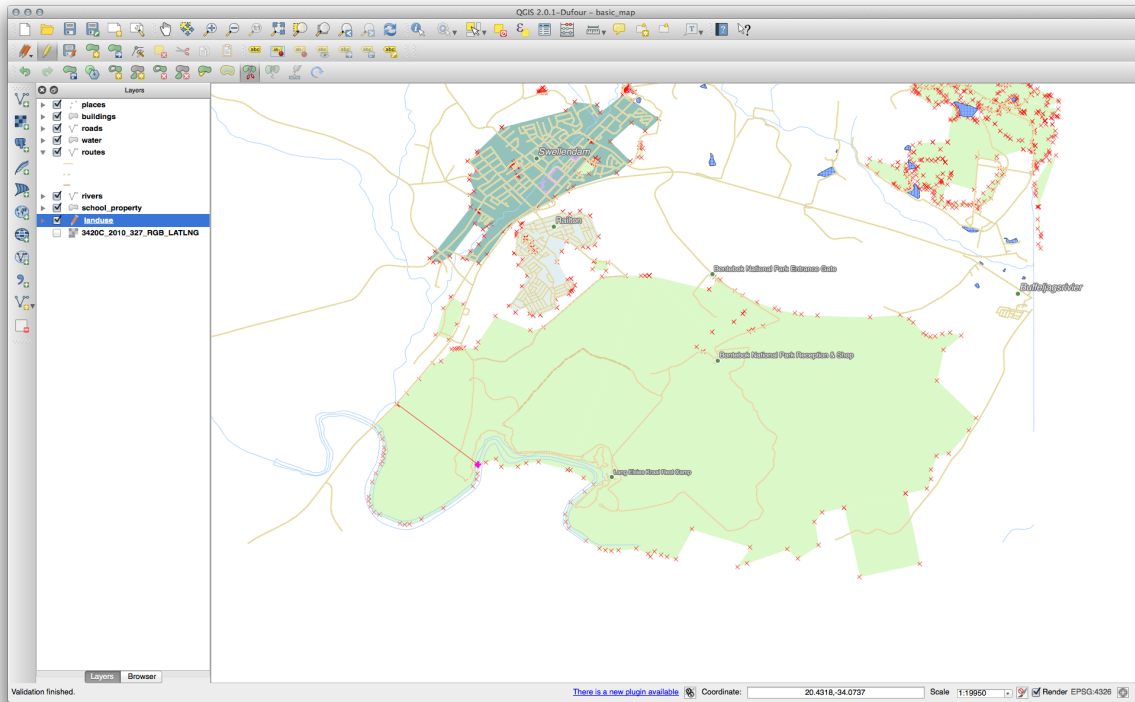 QGIS 2.0.1-Dufour - basic_map
Layers
places
buildings
roads
water
routes
rivers
school_property
landuse
3420C_2010_327_RGB_LATLNG
Swellendam
Railton
Bontebok National Park Entrance Gate
Buffeljagsrivier
Bontebok National Park Reception & Shop
Lang Elsies Kraal Rest Camp
Layers Browser
Validation finished. There is a new plugin available Coordinate: 20.4318,-34.0737 Scale 1:19950 Render EPSG:4326